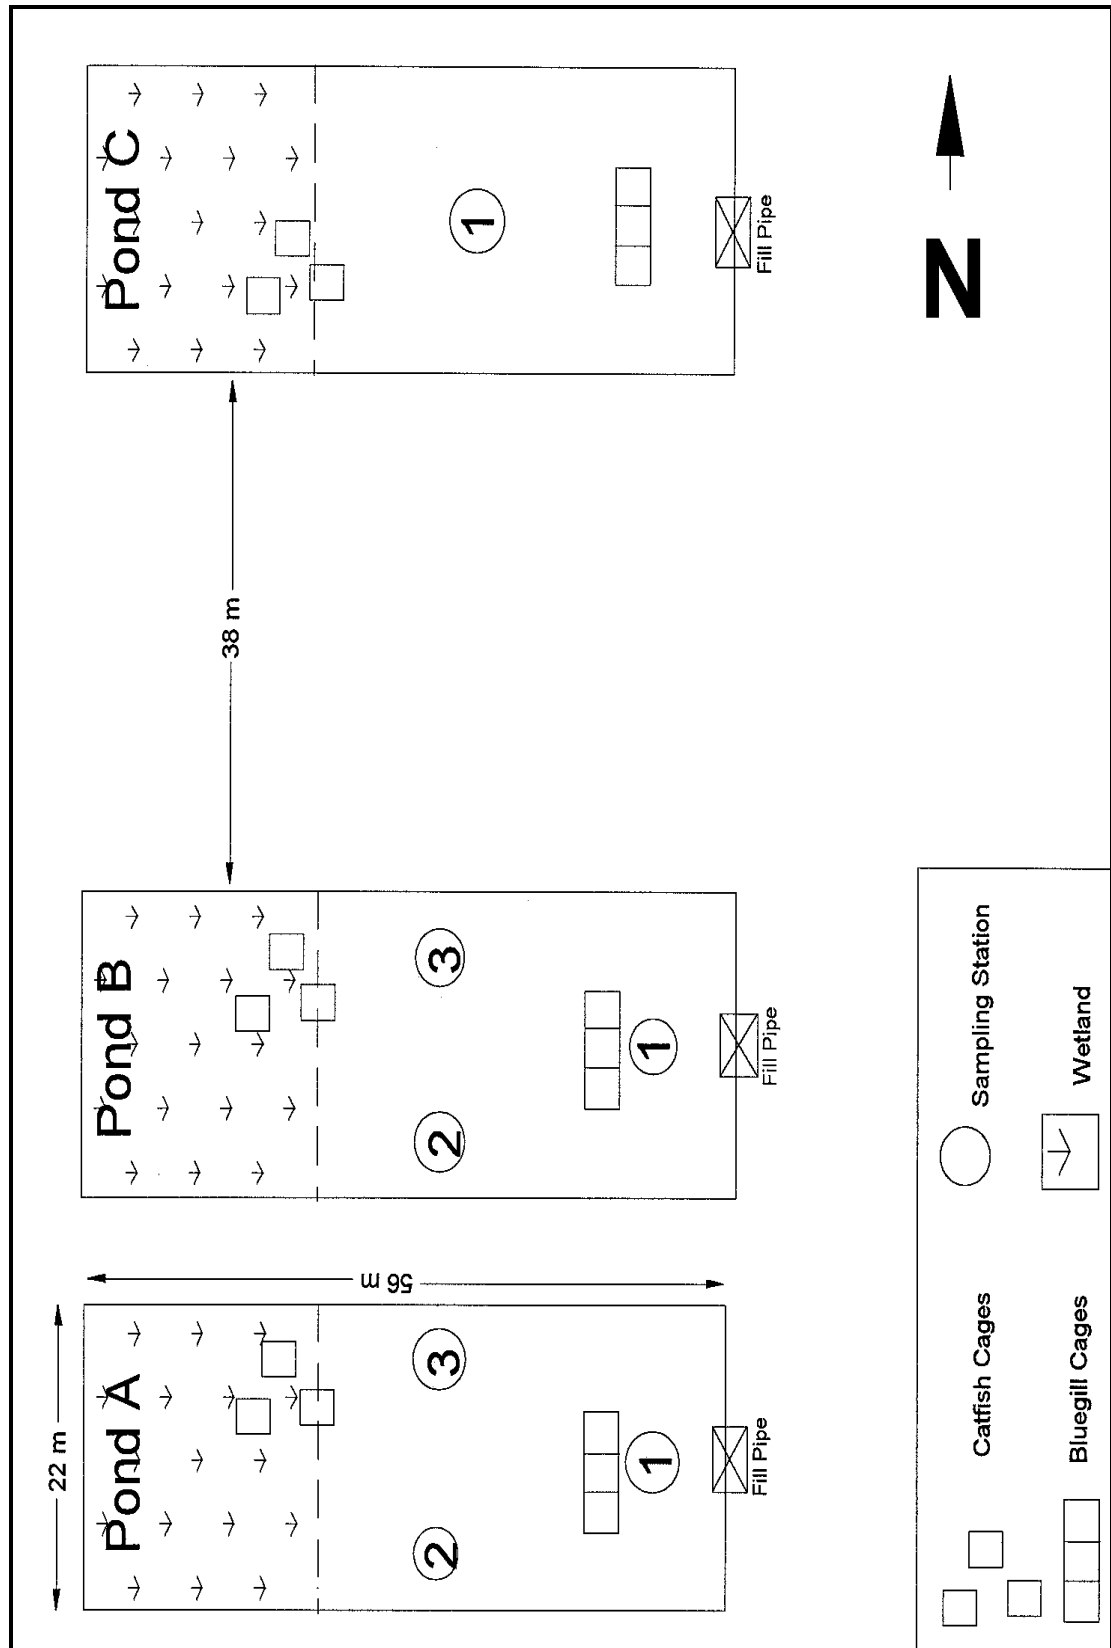 Pond A
22 m
56 m
2
3
1
Fill Pipe
Pond B
2
3
1
Fill Pipe
38 m
Pond C
1
Fill Pipe
N
Catfish Cages
Sampling Station
Bluegill Cages
Wetland